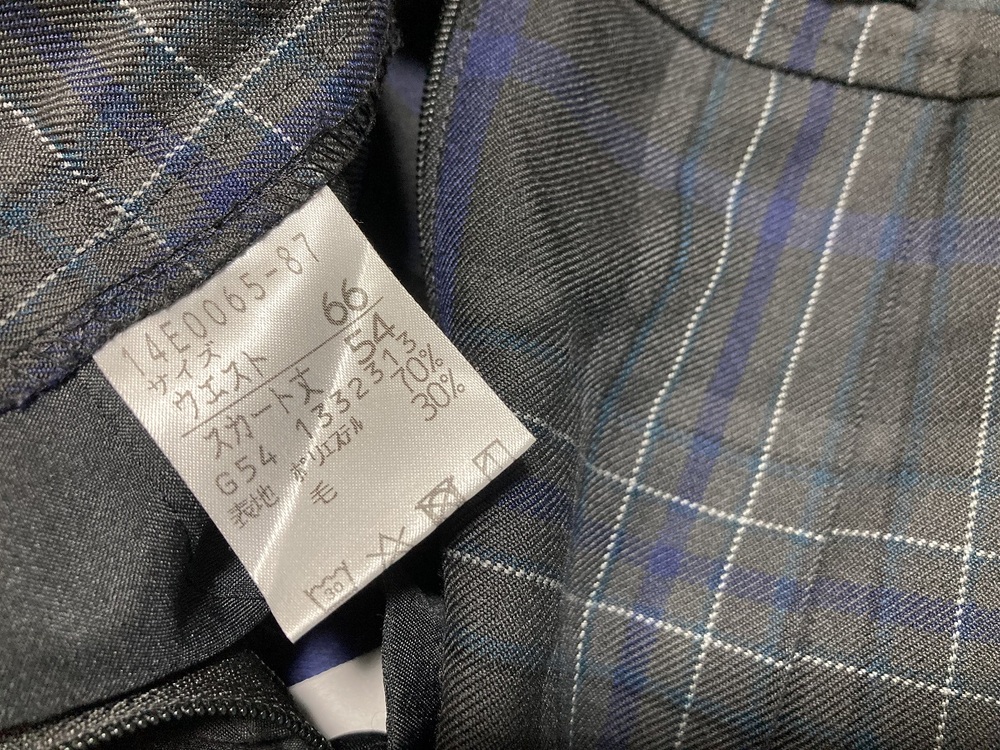 14E0065-87
サイズ
ウエスト 66
スカート丈 54
G54 1332313
表地 ポリエステル 70%
毛 30%
30